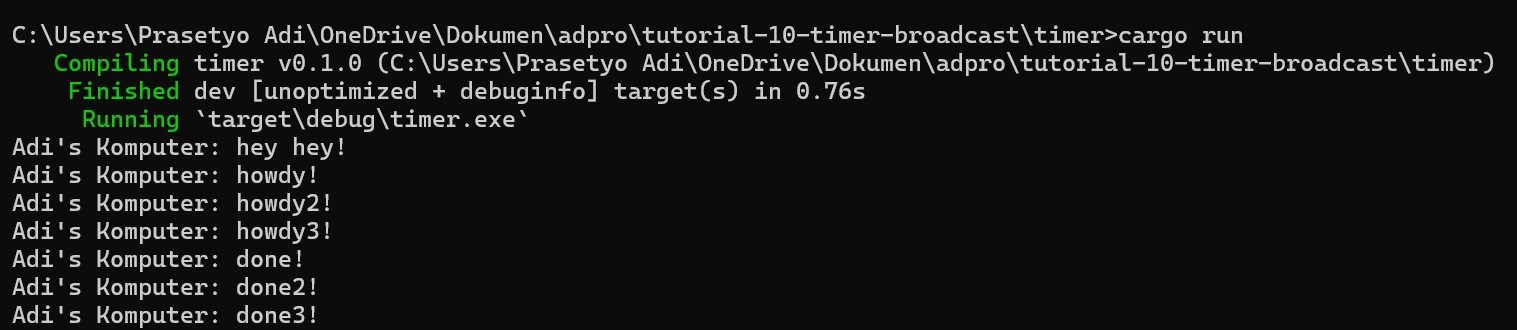 C:\Users\Prasetyo Adi\OneDrive\Dokumen\adpro\tutorial-10-timer-broadcast\timer>cargo run
Compiling timer v0.1.0 (C:\Users\Prasetyo Adi\OneDrive\Dokumen\adpro\tutorial-10-timer-broadcast\timer)
Finished dev [unoptimized + debuginfo] target(s) in 0.76s
Running `target\debug\timer.exe`
Adi's Komputer: hey hey!
Adi's Komputer: howdy!
Adi's Komputer: howdy2!
Adi's Komputer: howdy3!
Adi's Komputer: done!
Adi's Komputer: done2!
Adi's Komputer: done3!